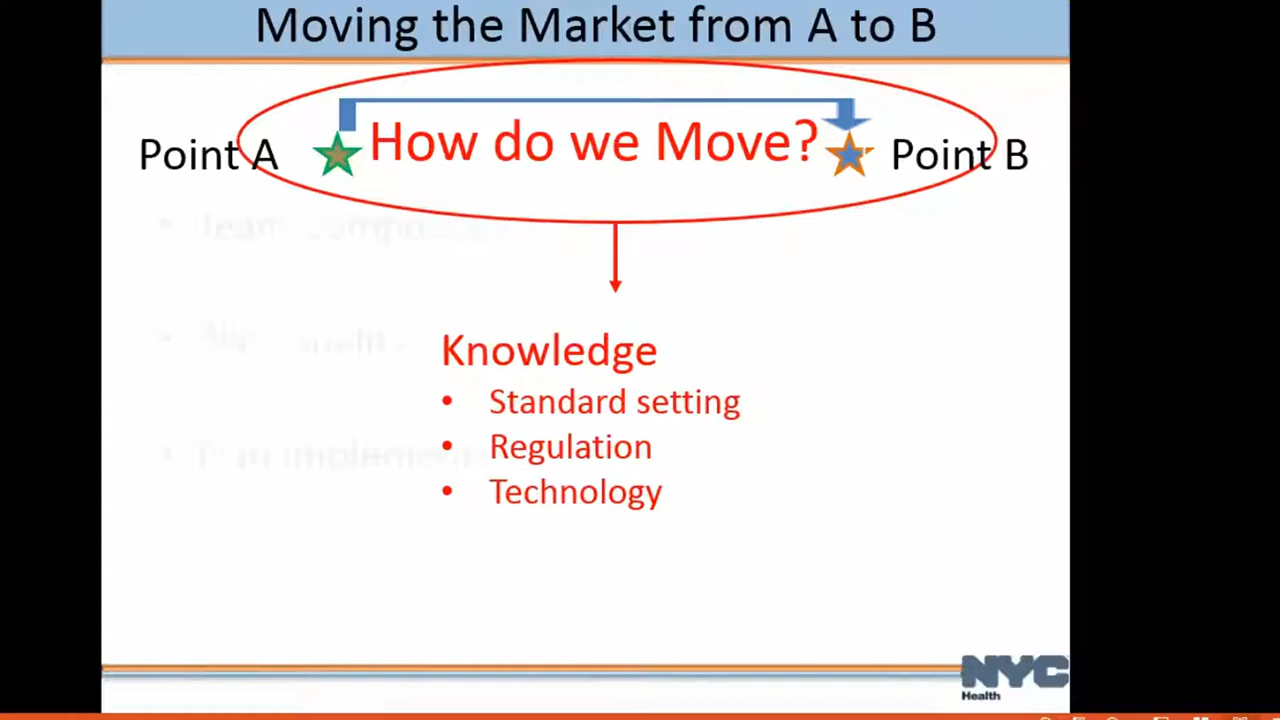 Moving the Market from A to B
Point A How do we Move? Point B
Knowledge
• Standard setting
• Regulation
• Technology
NYC
Health